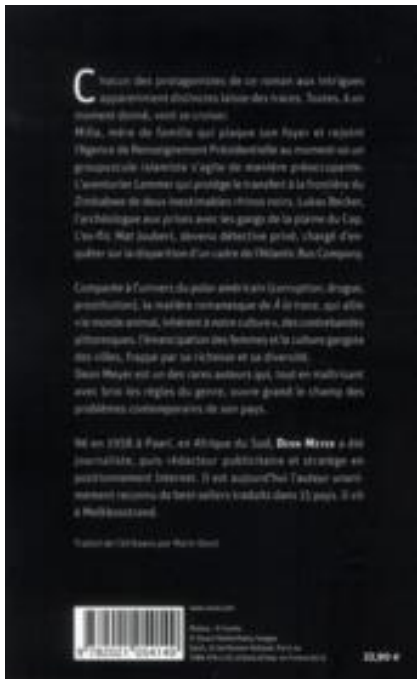 Chacun des protagonistes de ce roman aux intrigues
apparemment distinctes laisse des traces. Toutes, à un
moment donné, vont se croiser.
Milla, mère de famille qui plaque son foyer et rejoint
l'Agence de Renseignement Présidentielle au moment où un
groupuscule islamiste s'agite de manière préoccupante.
L'aventurier Lemmer qui protège le transfert à la frontière du
Zimbabwe de deux inestimables rhinos noirs. Lukas Becker,
l'archéologue aux prises avec les gangs de la plaine du Cap.
L'ex-flic Mat Joubert, devenu détective privé, chargé d'en-
quêter sur la disparition d'un cadre de l'Atlantic Bus Company.
Comparée à l'univers du polar américain (corruption, drogue,
prostitution), la matière romanesque de À la trace, qui allie
«le monde animal, inhérent à notre culture», des contrebandes
pittoresques, l'émancipation des femmes et la culture gangsta
des villes, frappe par sa richesse et sa diversité.
Deon Meyer est un des rares auteurs qui, tout en maîtrisant
avec brio les règles du genre, ouvre grand le champ des
problèmes contemporains de son pays.
Né en 1958 à Paarl, en Afrique du Sud, DEON MEYER a été
journaliste, puis rédacteur publicitaire et stratège en
positionnement Internet. Il est aujourd'hui l'auteur unani-
mement reconnu de best-sellers traduits dans 15 pays. Il vit
à Melkbosstrand.
Traduit de l'afrikaans par Marie
22,80 €